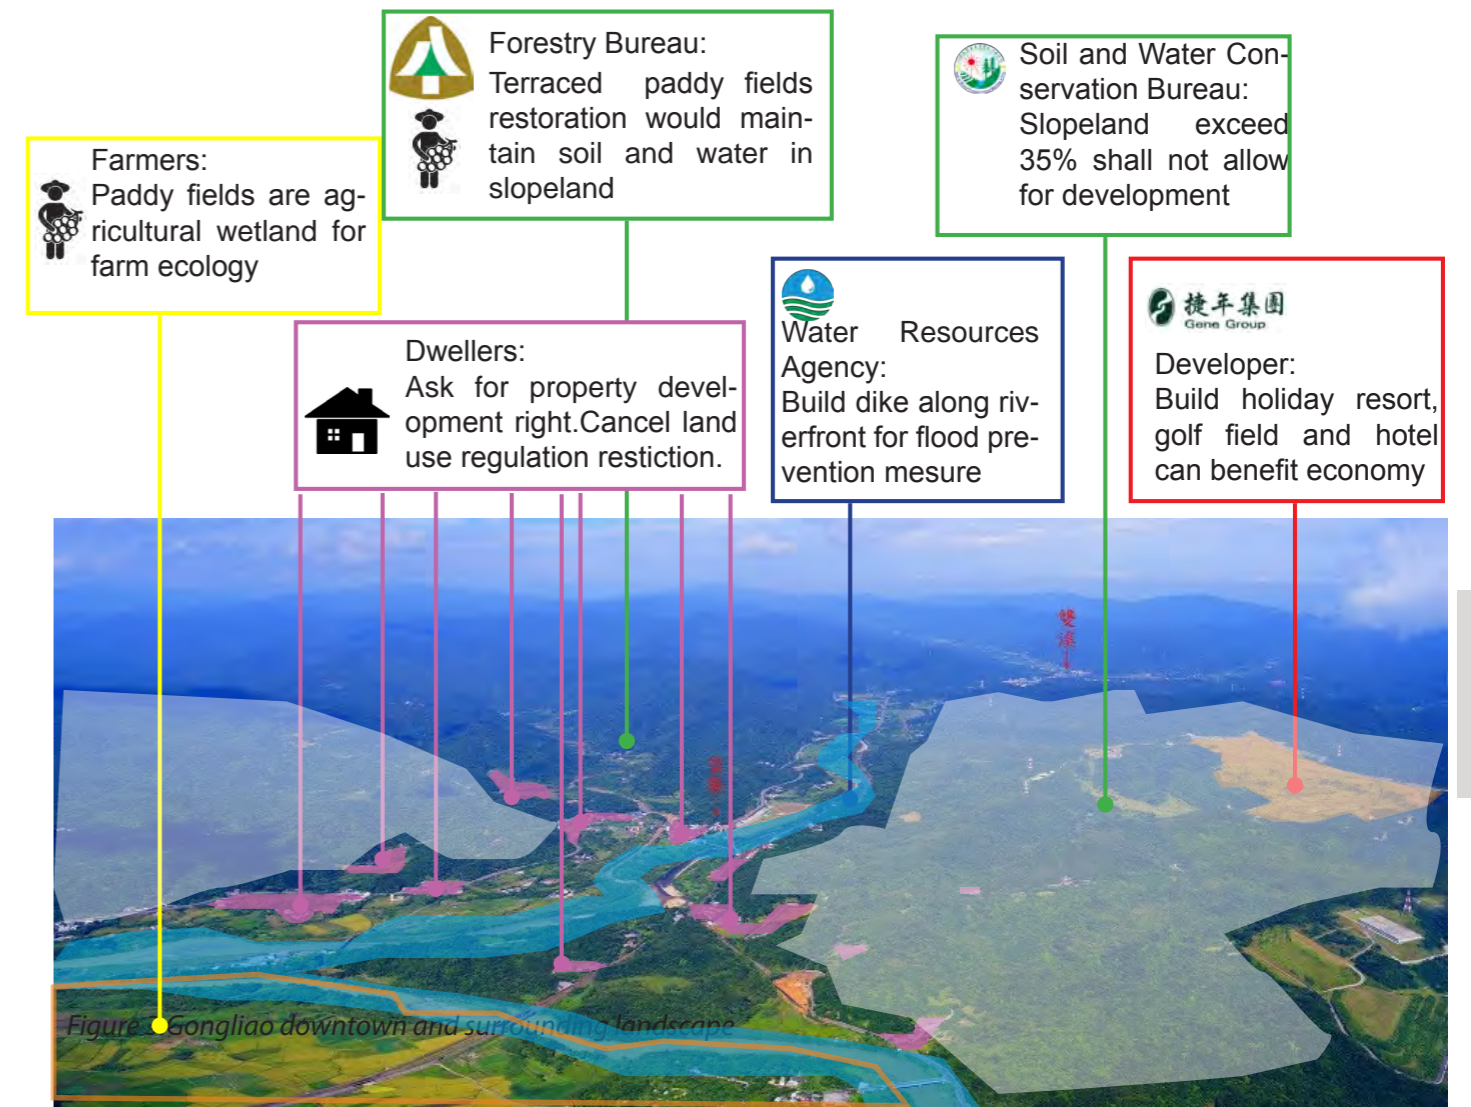 Forestry Bureau:
Terraced paddy fields
restoration would main-
tain soil and water in
slopeland
Soil and Water Con-
servation Bureau:
Slopeland exceed
35% shall not allow
for development
Farmers:
Paddy fields are ag-
ricultural wetland for
farm ecology
Dwellers:
Ask for property devel-
opment right.Cancel land
use regulation restiction.
Water Resources
Agency:
Build dike along riv-
erfront for flood pre-
vention mesure
捷年集團
Gene Group
Developer:
Build holiday resort,
golf field and hotel
can benefit economy
雙溪
Figure Gongliao downtown and surrounding landscape